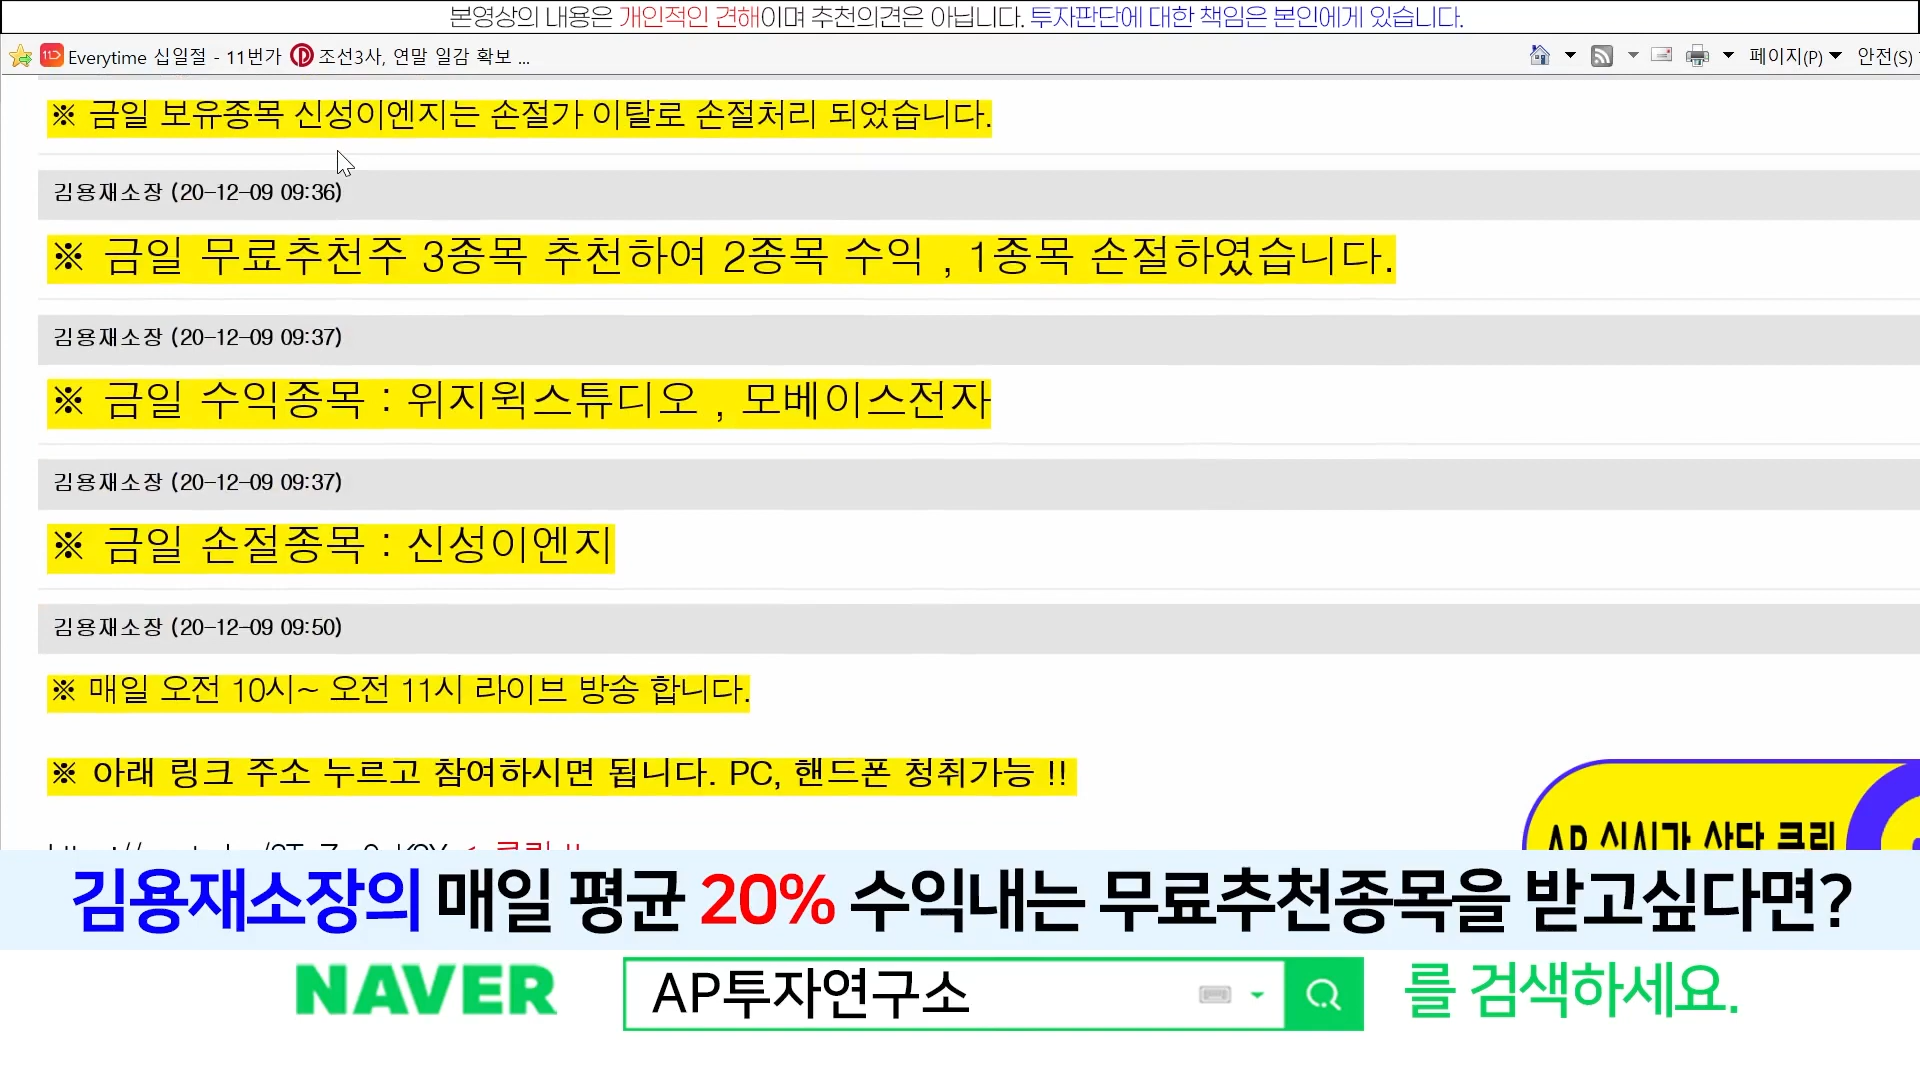 본영상의 내용은 개인적인 견해이며 추천의견은 아닙니다. 투자판단에 대한 책임은 본인에게 있습니다.
Everytime 십일절 - 11번가 조선3사, 연말 일감 확보 ... 페이지(P) 안전(S)
※ 금일 보유종목 신성이엔지는 손절가 이탈로 손절처리 되었습니다.
김용재소장 (20-12-09 09:36)
※ 금일 무료추천주 3종목 추천하여 2종목 수익 , 1종목 손절하였습니다.
김용재소장 (20-12-09 09:37)
※ 금일 수익종목 : 위지윅스튜디오 , 모베이스전자
김용재소장 (20-12-09 09:37)
※ 금일 손절종목 : 신성이엔지
김용재소장 (20-12-09 09:50)
※ 매일 오전 10시~ 오전 11시 라이브 방송 합니다.
※ 아래 링크 주소 누르고 참여하시면 됩니다. PC, 핸드폰 청취가능 !!
AP 실시간 상담 클릭
김용재소장의 매일 평균 20% 수익내는 무료추천종목을 받고싶다면?
NAVER AP투자연구소 를 검색하세요.